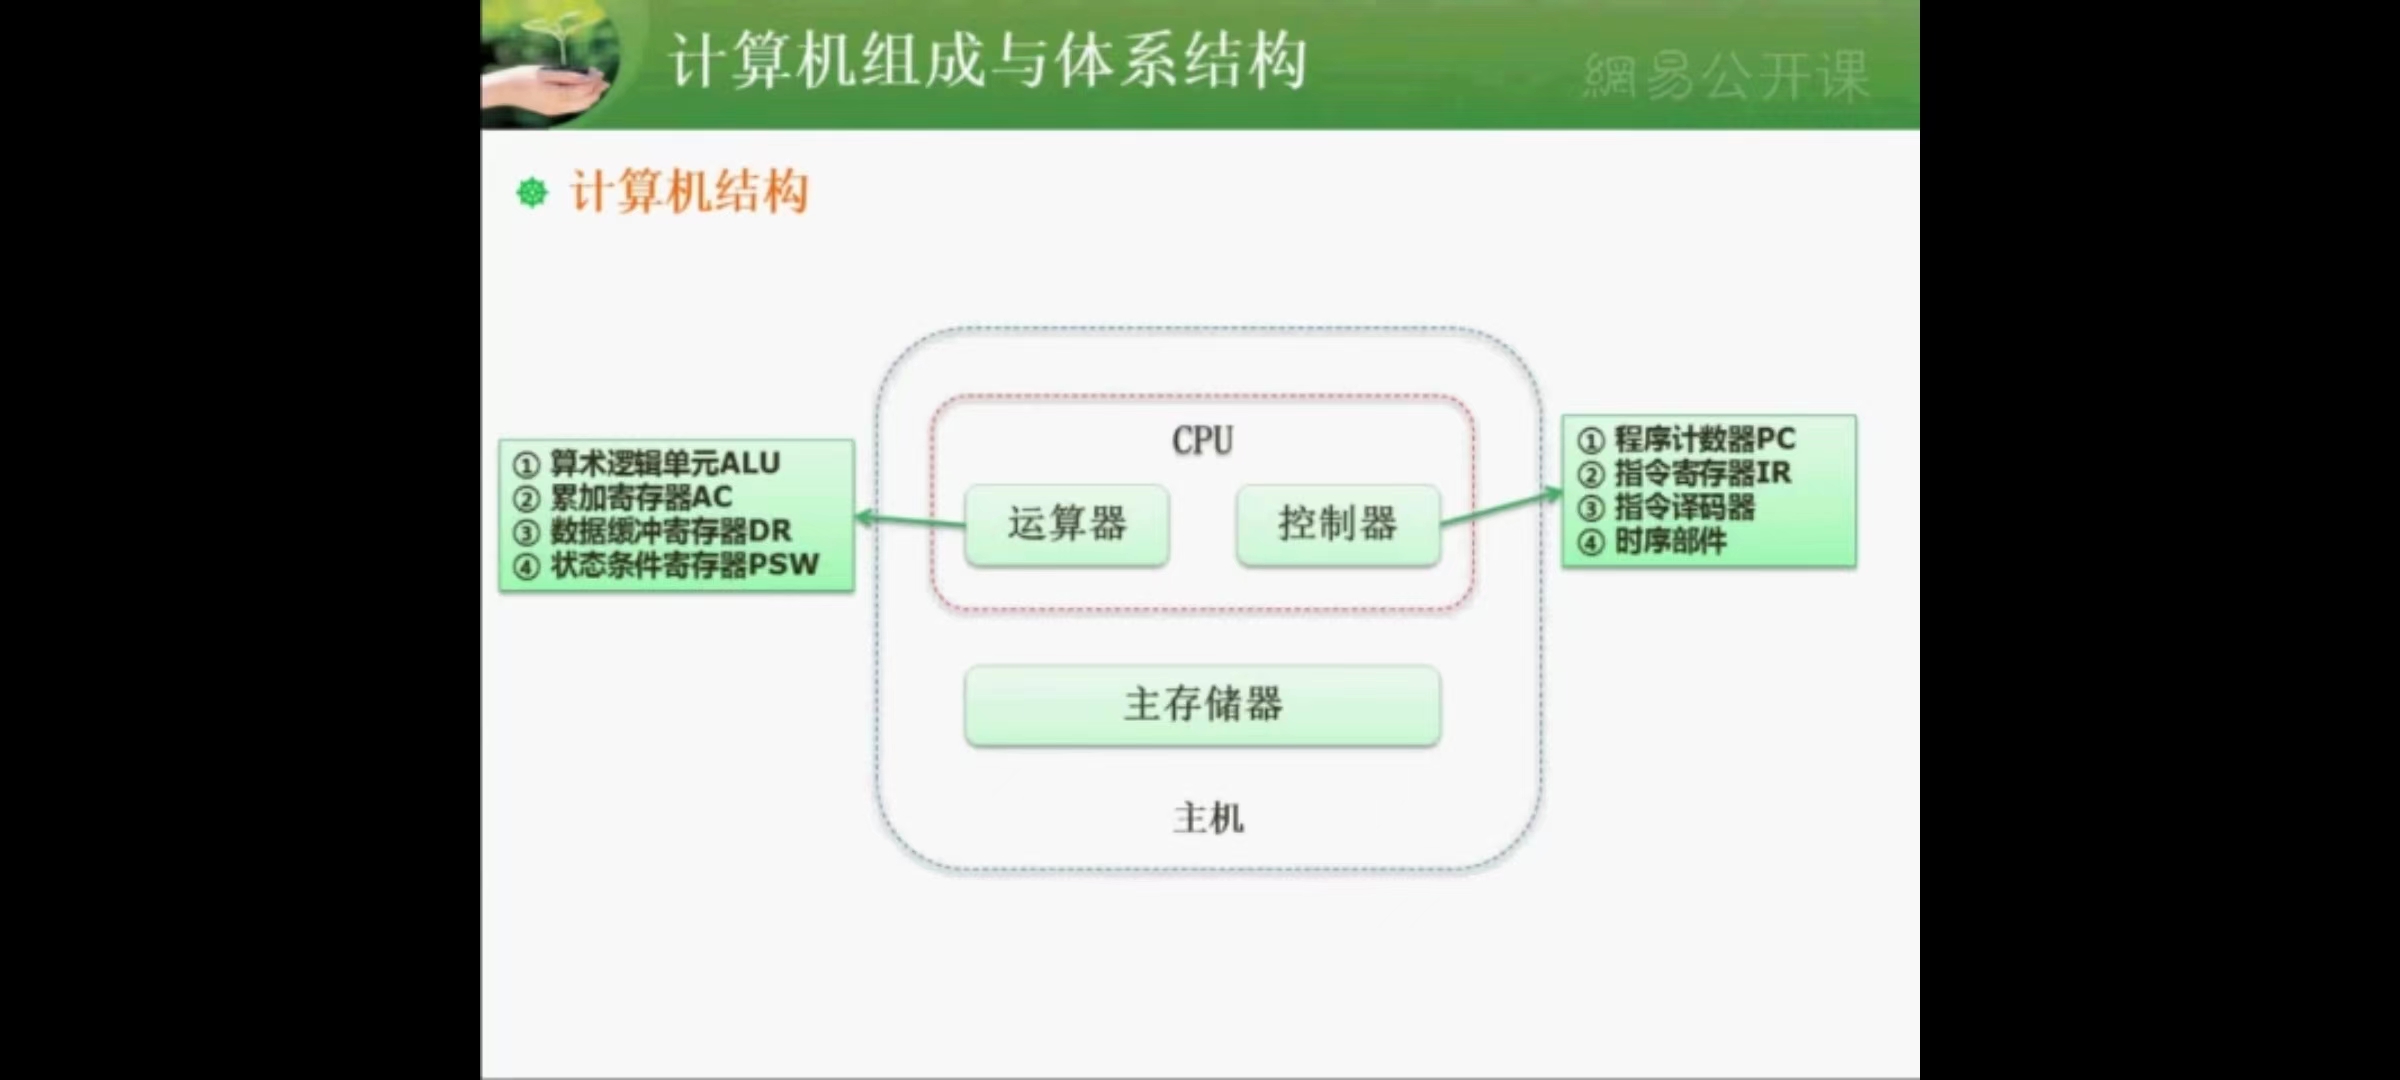 计算机组成与体系结构
網易公开课
计算机结构
CPU
运算器
控制器
① 算术逻辑单元ALU
② 累加寄存器AC
③ 数据缓冲寄存器DR
④ 状态条件寄存器PSW
① 程序计数器PC
② 指令寄存器IR
③ 指令译码器
④ 时序部件
主存储器
主机